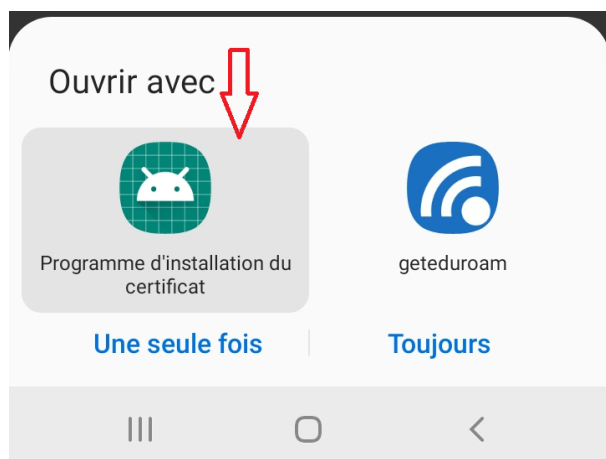 Ouvrir avec
Programme d'installation du
certificat
geteduroam
Une seule fois
Toujours